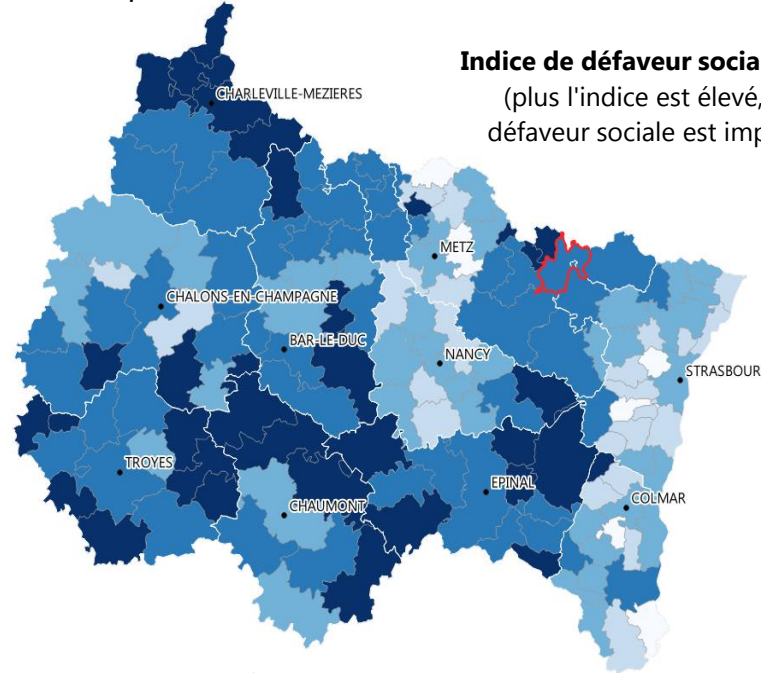 Indice de défaveur socia
(plus l'indice est élevé,
défaveur sociale est imp
CHARLEVILLE-MEZIERES
METZ
CHALONS-EN-CHAMPAGNE
BAR-LE-DUC
NANCY
STRASBOUR
TROYES
EPINAL
CHAUMONT
COLMAR